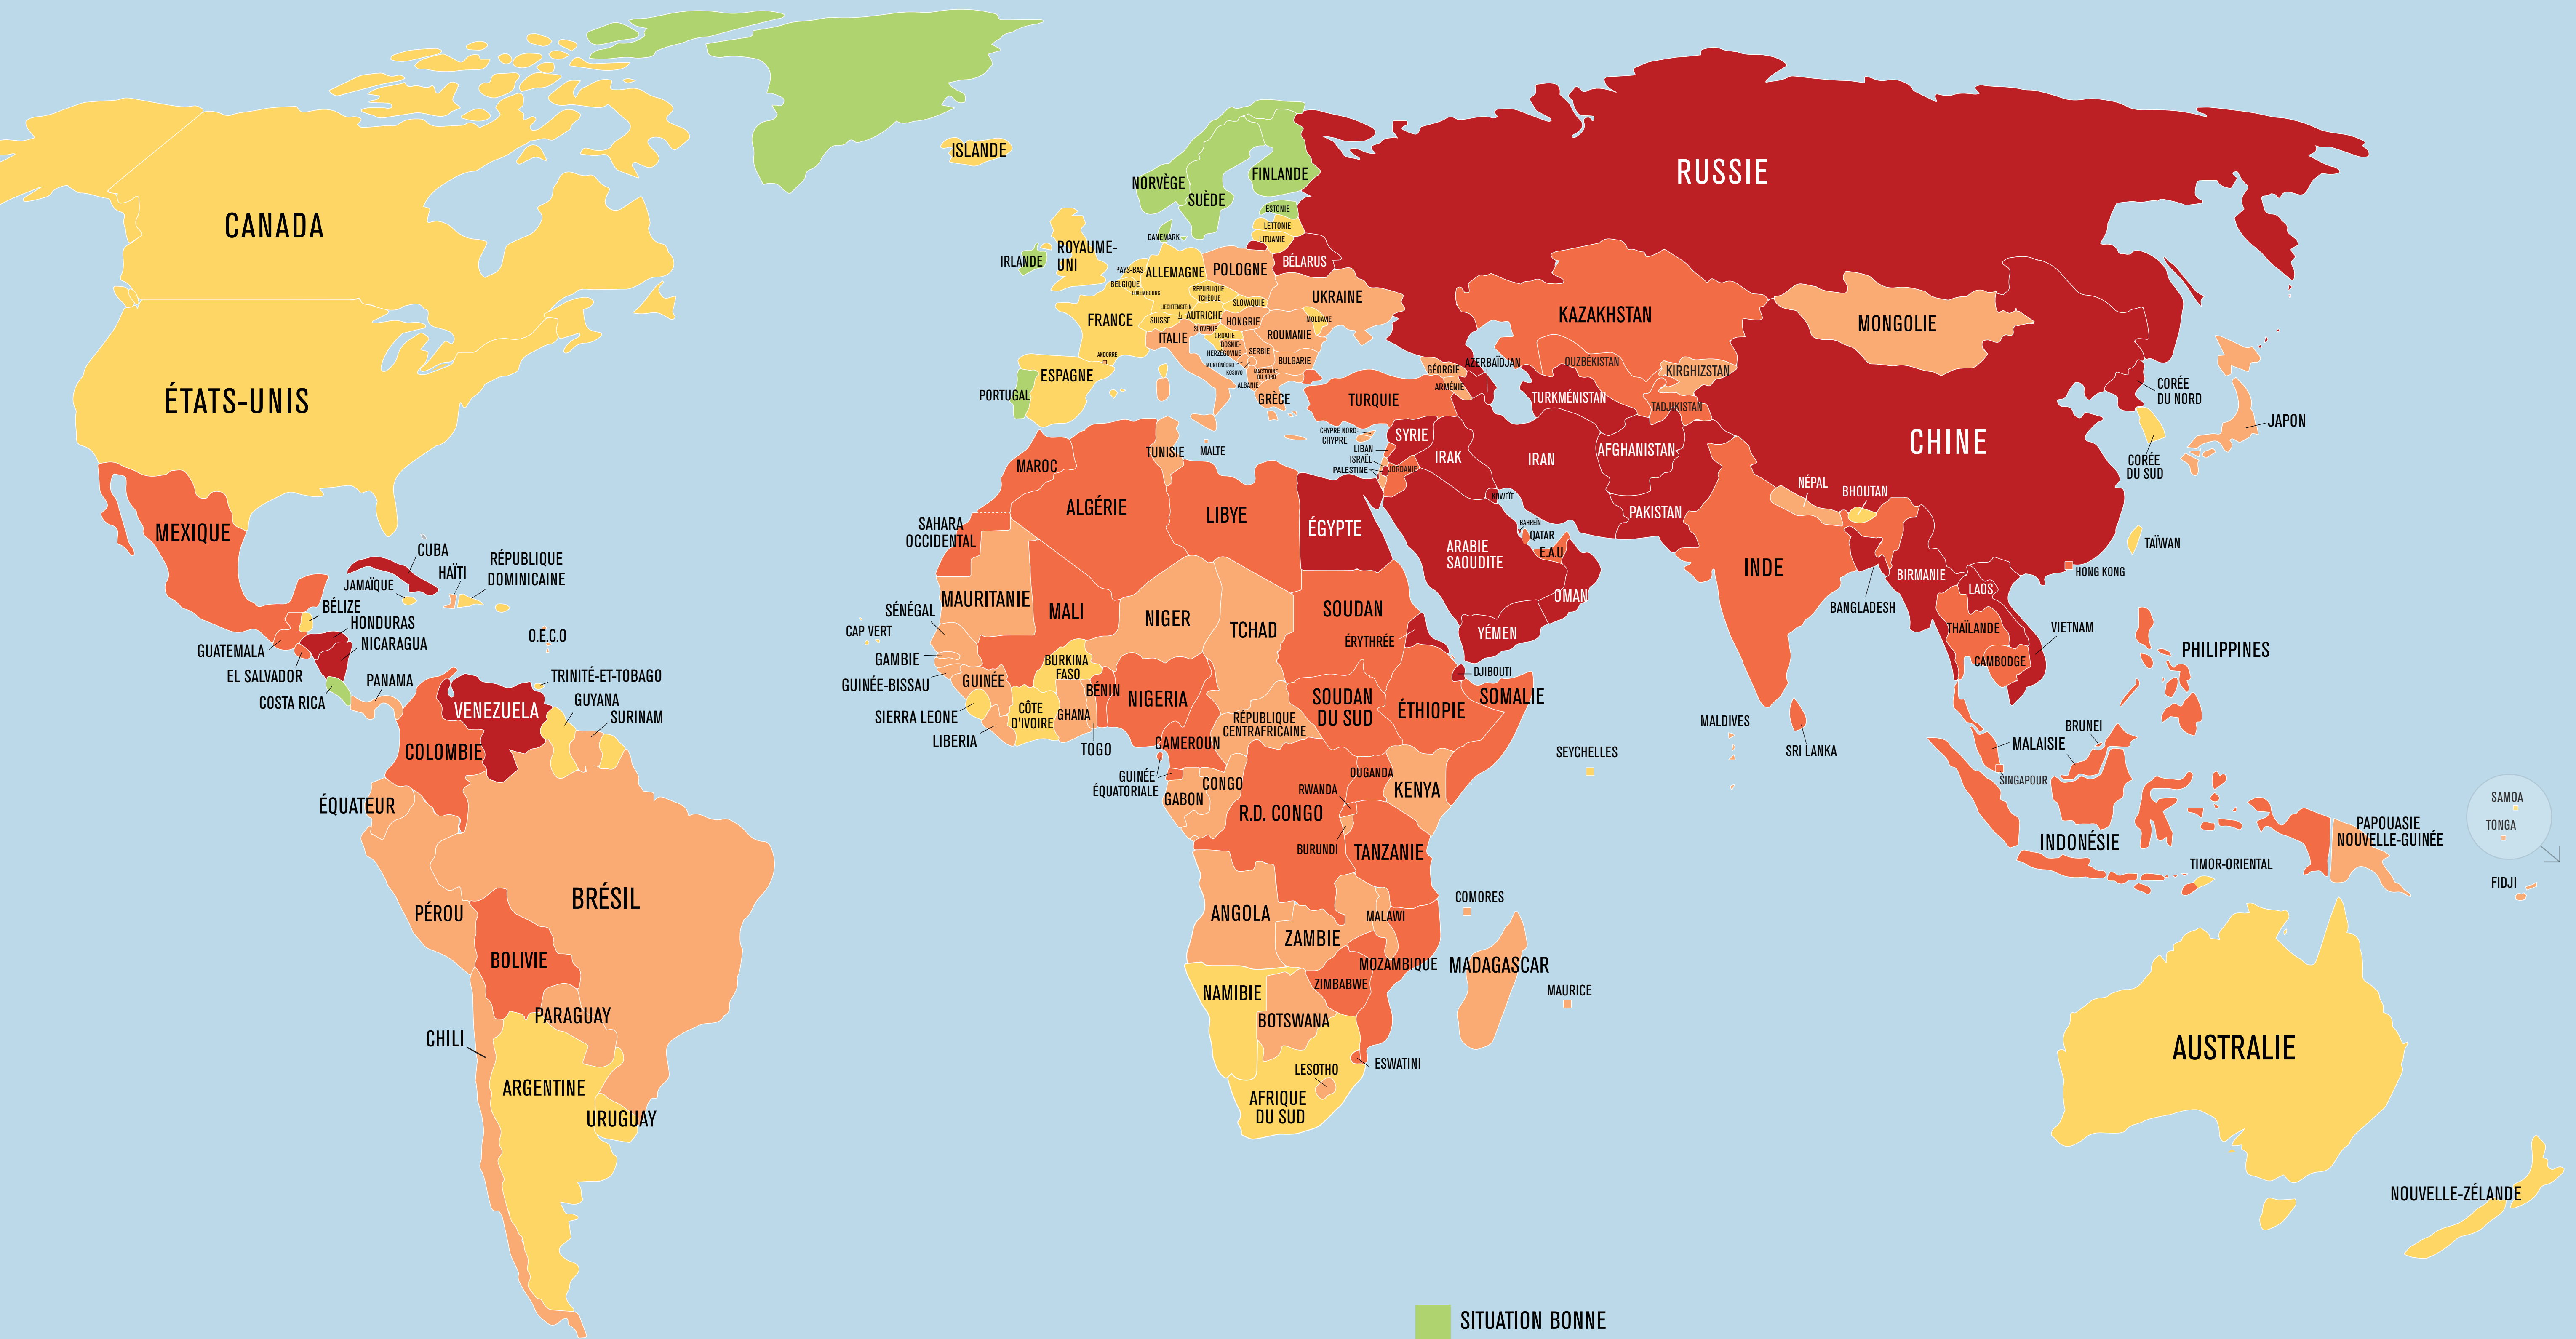 CANADA
ÉTATS-UNIS
MEXIQUE
CUBA
HAÏTI
RÉPUBLIQUE
DOMINICAINE
JAMAÏQUE
BÉLIZE
HONDURAS
NICARAGUA
GUATEMALA
EL SALVADOR
COSTA RICA
PANAMA
O.E.C.O
TRINITÉ-ET-TOBAGO
GUYANA
SURINAM
VENEZUELA
COLOMBIE
ÉQUATEUR
PÉROU
BRÉSIL
BOLIVIE
PARAGUAY
CHILI
ARGENTINE
URUGUAY
ISLANDE
NORVÈGE
SUÈDE
FINLANDE
ESTONIE
LETTONIE
LITUANIE
DANEMARK
IRLANDE
ROYAUME-
UNI
PAYS-BAS
BELGIQUE
LUXEMBOURG
ALLEMAGNE
POLOGNE
BÉLARUS
RÉPUBLIQUE
TCHÈQUE
SLOVAQUIE
UKRAINE
LIECHTENSTEIN
FRANCE
SUISSE
AUTRICHE
HONGRIE
MOLDAVIE
SLOVÉNIE
CROATIE
ROUMANIE
ITALIE
BOSNIE-
HERZÉGOVINE
SERBIE
BULGARIE
MONTÉNÉGRO
KOSOVO
MACÉDOINE
DU NORD
ALBANIE
GRÈCE
ANDORRE
ESPAGNE
PORTUGAL
MALTE
RUSSIE
KAZAKHSTAN
MONGOLIE
OUZBÉKISTAN
KIRGHIZSTAN
TADJIKISTAN
TURKMÉNISTAN
AZERBAÏDJAN
GÉORGIE
ARMÉNIE
TURQUIE
CHYPRE NORD
CHYPRE
LIBAN
ISRAËL
PALESTINE
JORDANIE
SYRIE
IRAK
IRAN
AFGHANISTAN
PAKISTAN
KOWEÏT
BAHREÏN
QATAR
E.A.U
ARABIE
SAOUDITE
OMAN
YÉMEN
CHINE
CORÉE
DU NORD
CORÉE
DU SUD
JAPON
TAÏWAN
HONG KONG
NÉPAL
BHOUTAN
INDE
BANGLADESH
BIRMANIE
LAOS
THAÏLANDE
VIETNAM
CAMBODGE
PHILIPPINES
MALDIVES
SRI LANKA
BRUNEI
MALAISIE
SINGAPOUR
INDONÉSIE
TIMOR-ORIENTAL
PAPOUASIE
NOUVELLE-GUINÉE
SAMOA
TONGA
FIDJI
AUSTRALIE
NOUVELLE-ZÉLANDE
MAROC
TUNISIE
ALGÉRIE
LIBYE
ÉGYPTE
SAHARA
OCCIDENTAL
MAURITANIE
MALI
NIGER
TCHAD
SOUDAN
ÉRYTHRÉE
DJIBOUTI
SOMALIE
ÉTHIOPIE
SOUDAN
DU SUD
CAP VERT
SÉNÉGAL
GAMBIE
GUINÉE-BISSAU
GUINÉE
SIERRA LEONE
LIBERIA
CÔTE
D'IVOIRE
BURKINA
FASO
GHANA
TOGO
BÉNIN
NIGERIA
CAMEROUN
RÉPUBLIQUE
CENTRAFRICAINE
GUINÉE
ÉQUATORIALE
GABON
CONGO
R.D. CONGO
OUGANDA
RWANDA
BURUNDI
KENYA
TANZANIE
SEYCHELLES
COMORES
ANGOLA
ZAMBIE
MALAWI
MOZAMBIQUE
MADAGASCAR
MAURICE
ZIMBABWE
NAMIBIE
BOTSWANA
ESWATINI
LESOTHO
AFRIQUE
DU SUD
SITUATION BONNE